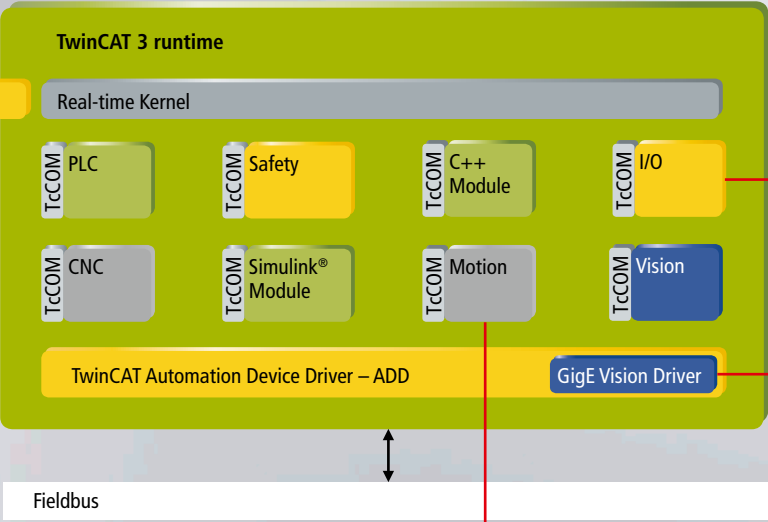 TwinCAT 3 runtime
Real-time Kernel
TcCOM
PLC
TcCOM
Safety
TcCOM
C++
Module
TcCOM
I/O
TcCOM
CNC
TcCOM
Simulink®
Module
TcCOM
Motion
TcCOM
Vision
TwinCAT Automation Device Driver – ADD
GigE Vision Driver
Fieldbus